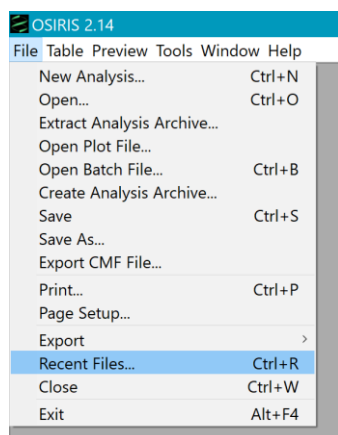 OSIRIS 2.14
File Table Preview Tools Window Help
New Analysis... Ctrl+N
Open... Ctrl+O
Extract Analysis Archive...
Open Plot File...
Open Batch File... Ctrl+B
Create Analysis Archive...
Save Ctrl+S
Save As...
Export CMF File...
Print... Ctrl+P
Page Setup...
Export >
Recent Files... Ctrl+R
Close Ctrl+W
Exit Alt+F4